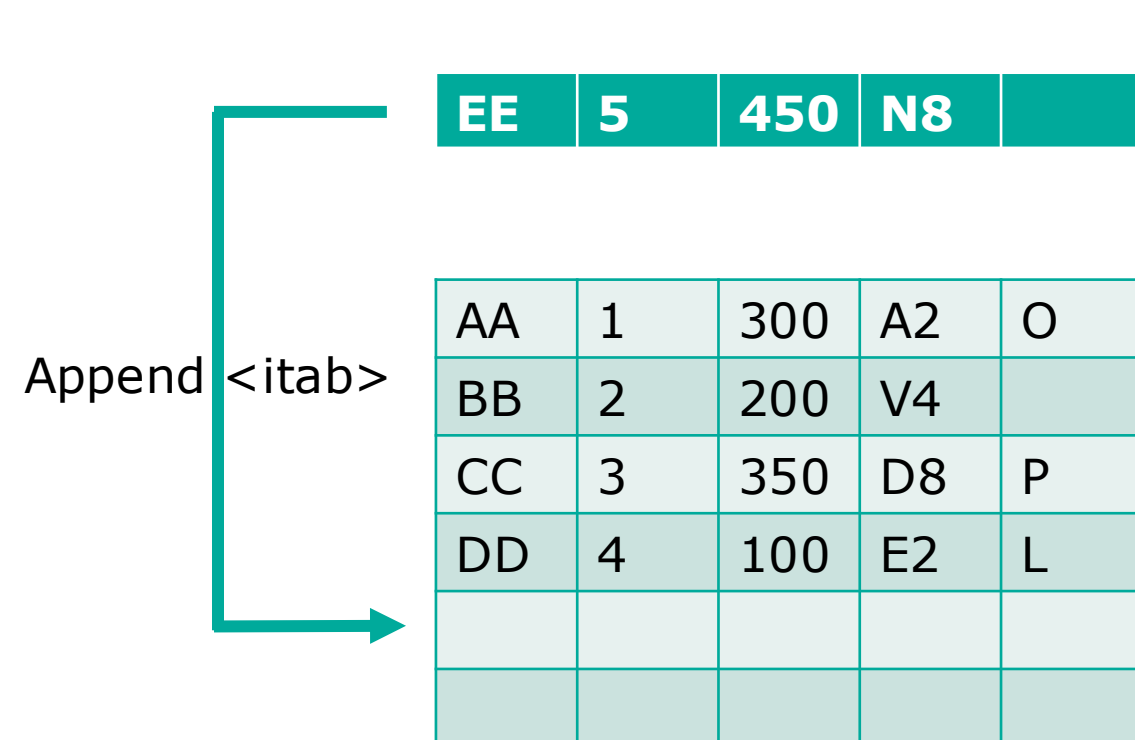 EE 5 450 N8
AA 1 300 A2 O
Append <itab>
BB 2 200 V4
CC 3 350 D8 P
DD 4 100 E2 L